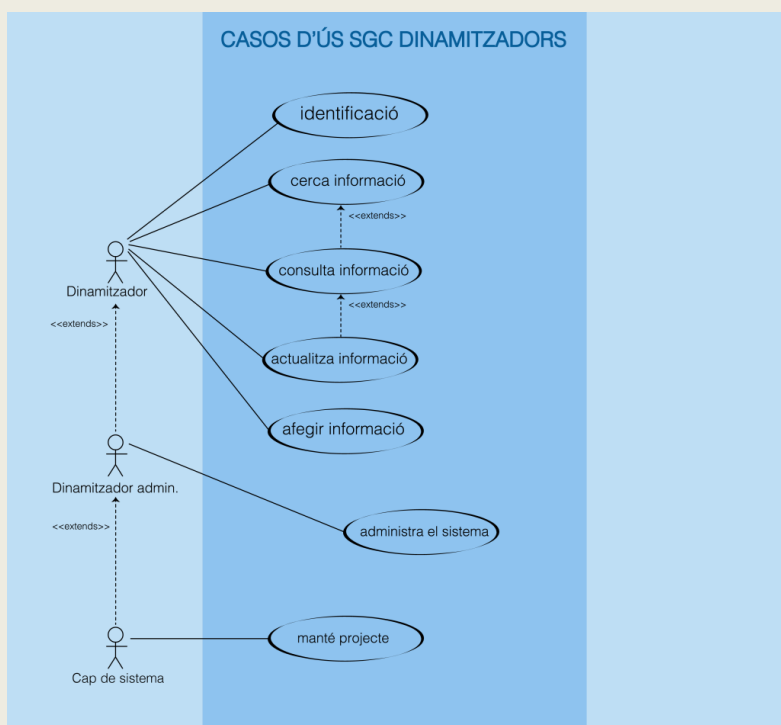 CASOS D'ÚS SGC DINAMITZADORS
identificació
cerca informació
<<extends>>
consulta informació
Dinamitzador
<<extends>>
<<extends>>
actualitza informació
afegir informació
Dinamitzador admin.
<<extends>>
administra el sistema
manté projecte
Cap de sistema